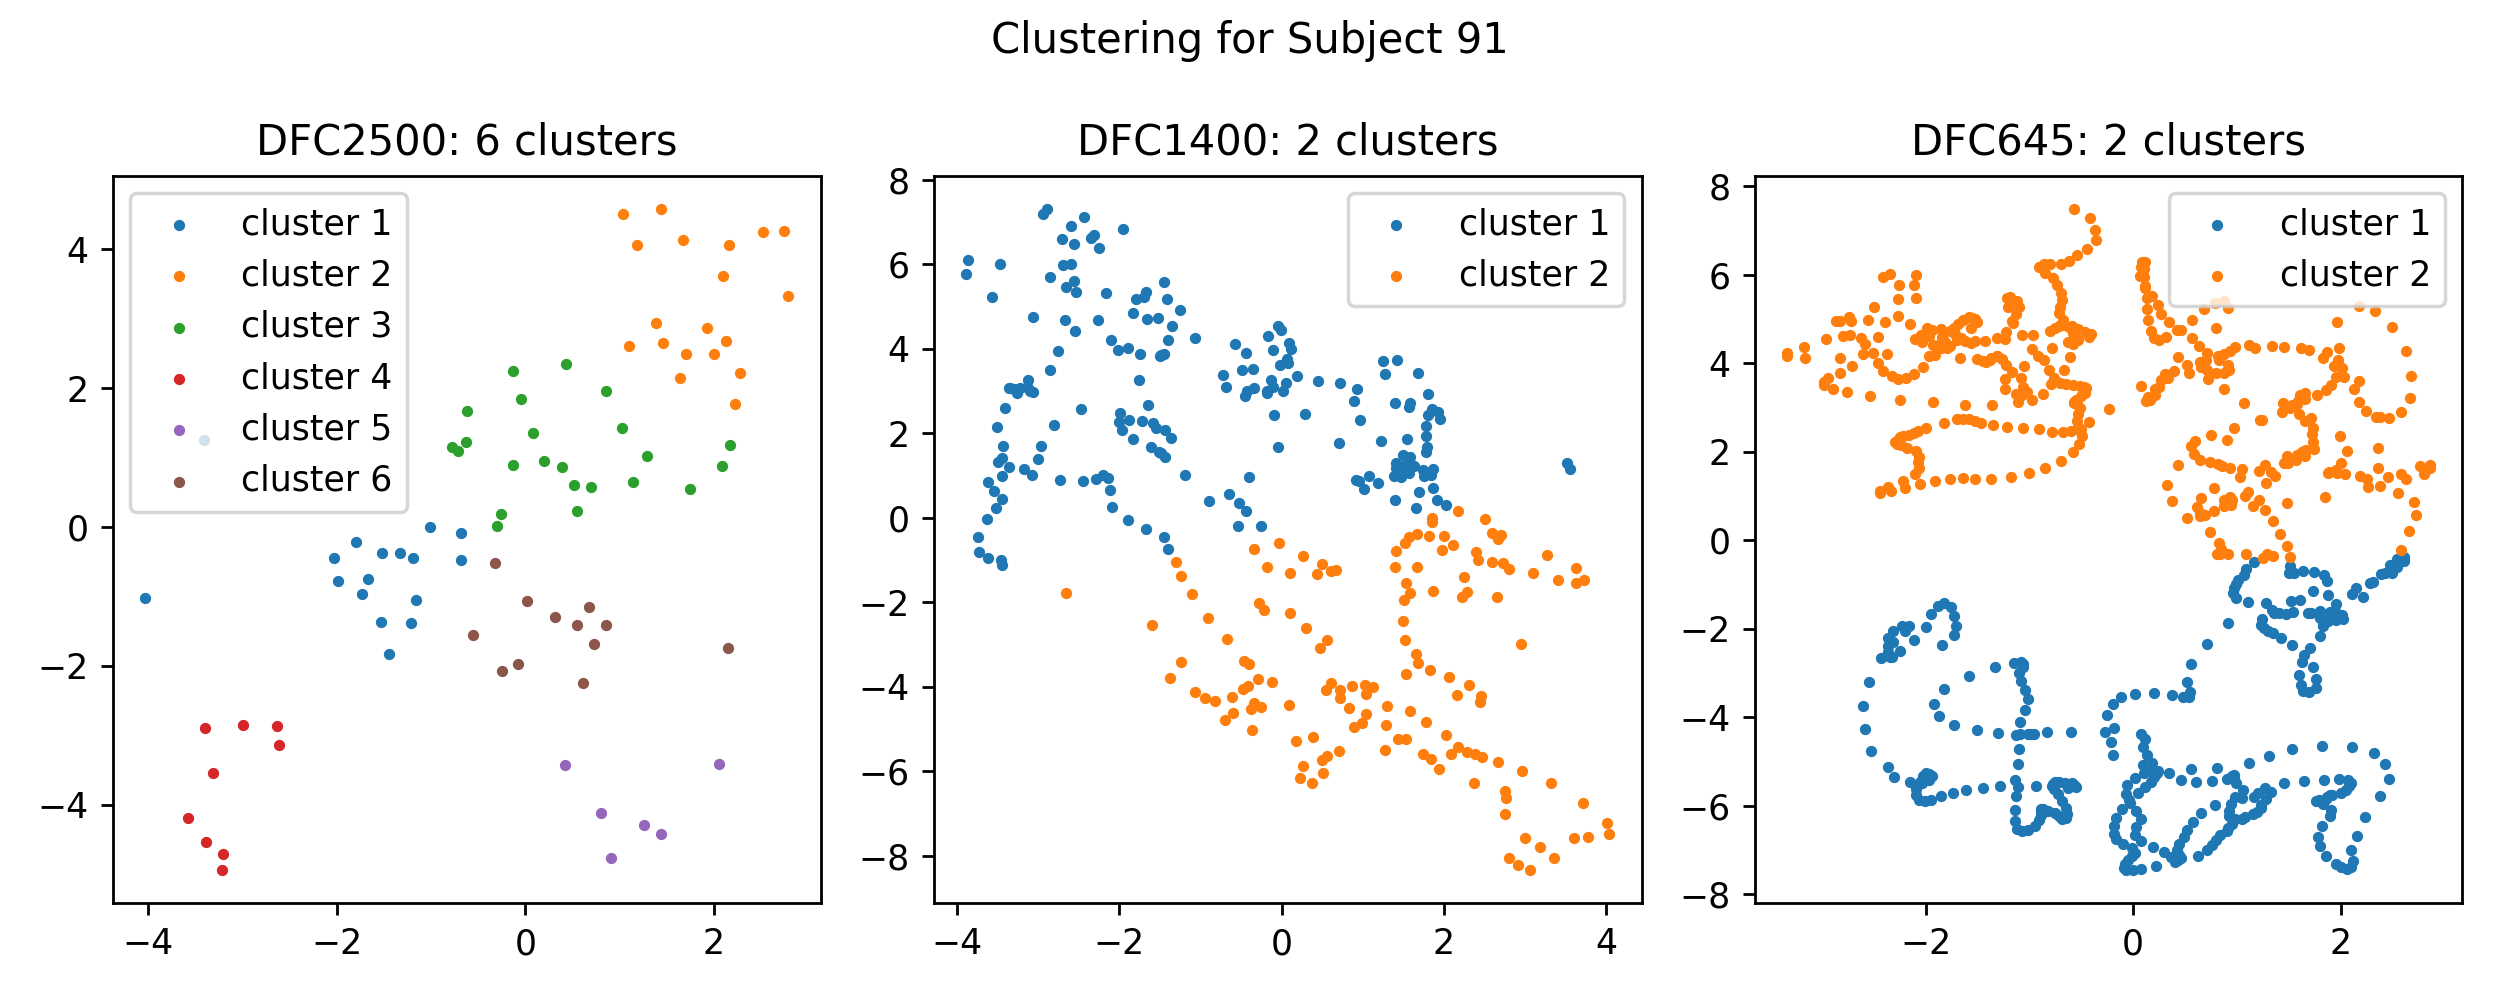 Clustering for Subject 91
DFC2500: 6 clusters
cluster 1
cluster 2
cluster 3
cluster 4
cluster 5
cluster 6
4
2
0
−2
−4
−4
−2
0
2
DFC1400: 2 clusters
cluster 1
cluster 2
8
6
4
2
0
−2
−4
−6
−8
−4
−2
0
2
4
DFC645: 2 clusters
cluster 1
cluster 2
8
6
4
2
0
−2
−4
−6
−8
−2
0
2